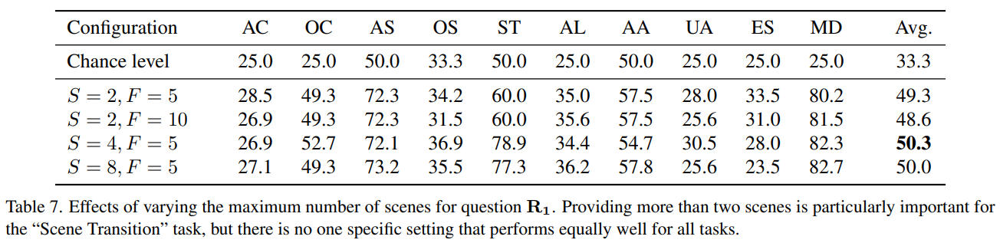 Configuration AC OC AS OS ST AL AA UA ES MD Avg.
Chance level 25.0 25.0 50.0 33.3 50.0 25.0 50.0 25.0 25.0 25.0 33.3
S = 2, F = 5 28.5 49.3 72.3 34.2 60.0 35.0 57.5 28.0 33.5 80.2 49.3
S = 2, F = 10 26.9 49.3 72.3 31.5 60.0 35.6 57.5 25.6 31.0 81.5 48.6
S = 4, F = 5 26.9 52.7 72.1 36.9 78.9 34.4 54.7 30.5 28.0 82.3 50.3
S = 8, F = 5 27.1 49.3 73.2 35.5 77.3 36.2 57.8 25.6 23.5 82.7 50.0
Table 7. Effects of varying the maximum number of scenes for question R₁. Providing more than two scenes is particularly important for
the “Scene Transition” task, but there is no one specific setting that performs equally well for all tasks.